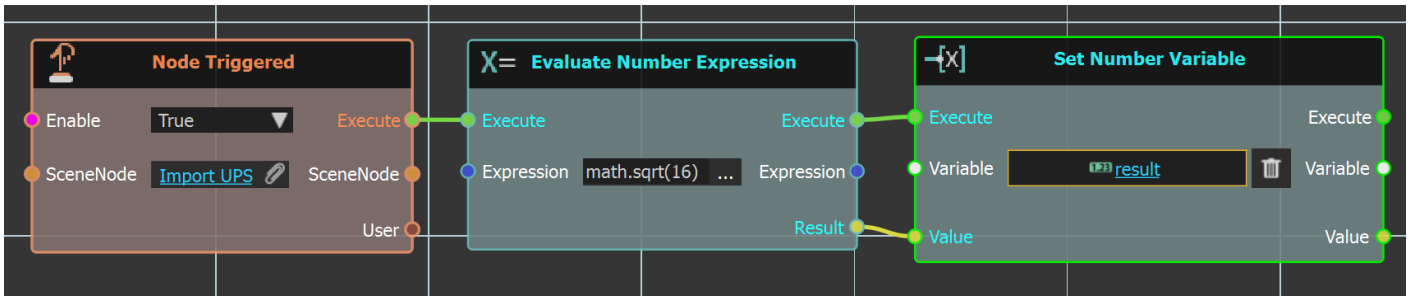 Node Triggered
Enable True Execute
SceneNode Import UPS SceneNode
User
X= Evaluate Number Expression
Execute Execute
Expression math.sqrt(16) ... Expression
Result
[X] Set Number Variable
Execute Execute
Variable 123 result Variable
Value Value